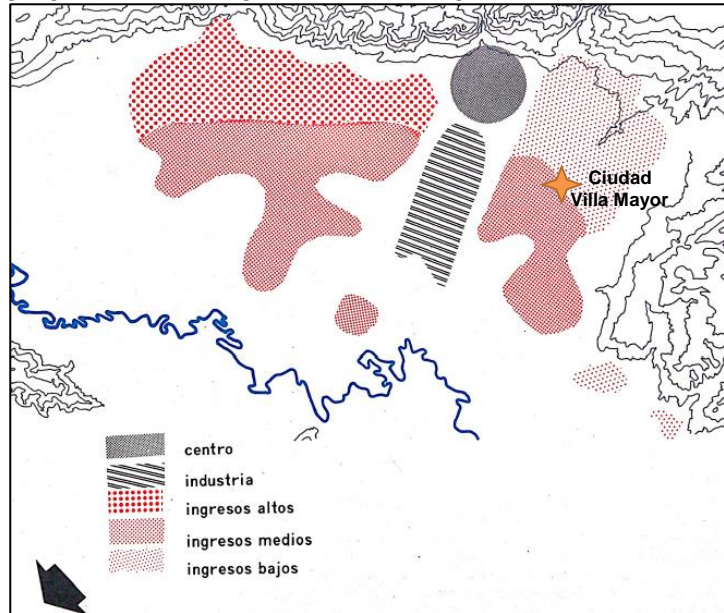 Ciudad
Villa Mayor
centro
industria
ingresos altos
ingresos medios
ingresos bajos